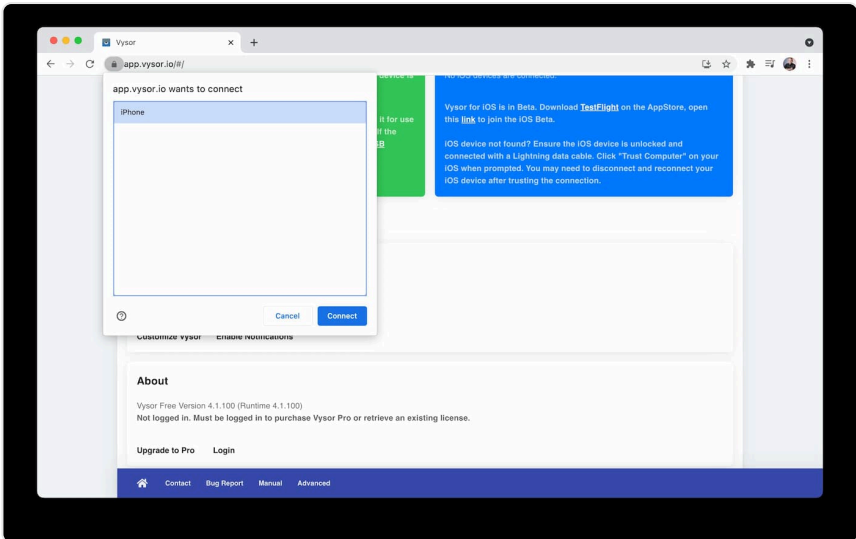 Vysor
app.vysor.io/#/
app.vysor.io wants to connect
iPhone
Cancel
Connect
device is
it for use
If the
No iOS devices are connected.
Vysor for iOS is in Beta. Download TestFlight on the AppStore, open
this link to join the iOS Beta.
iOS device not found? Ensure the iOS device is unlocked and
connected with a Lightning data cable. Click "Trust Computer" on your
iOS when prompted. You may need to disconnect and reconnect your
iOS device after trusting the connection.
Customize Vysor Enable Notifications
About
Vysor Free Version 4.1.100 (Runtime 4.1.100)
Not logged in. Must be logged in to purchase Vysor Pro or retrieve an existing license.
Upgrade to Pro Login
Contact Bug Report Manual Advanced